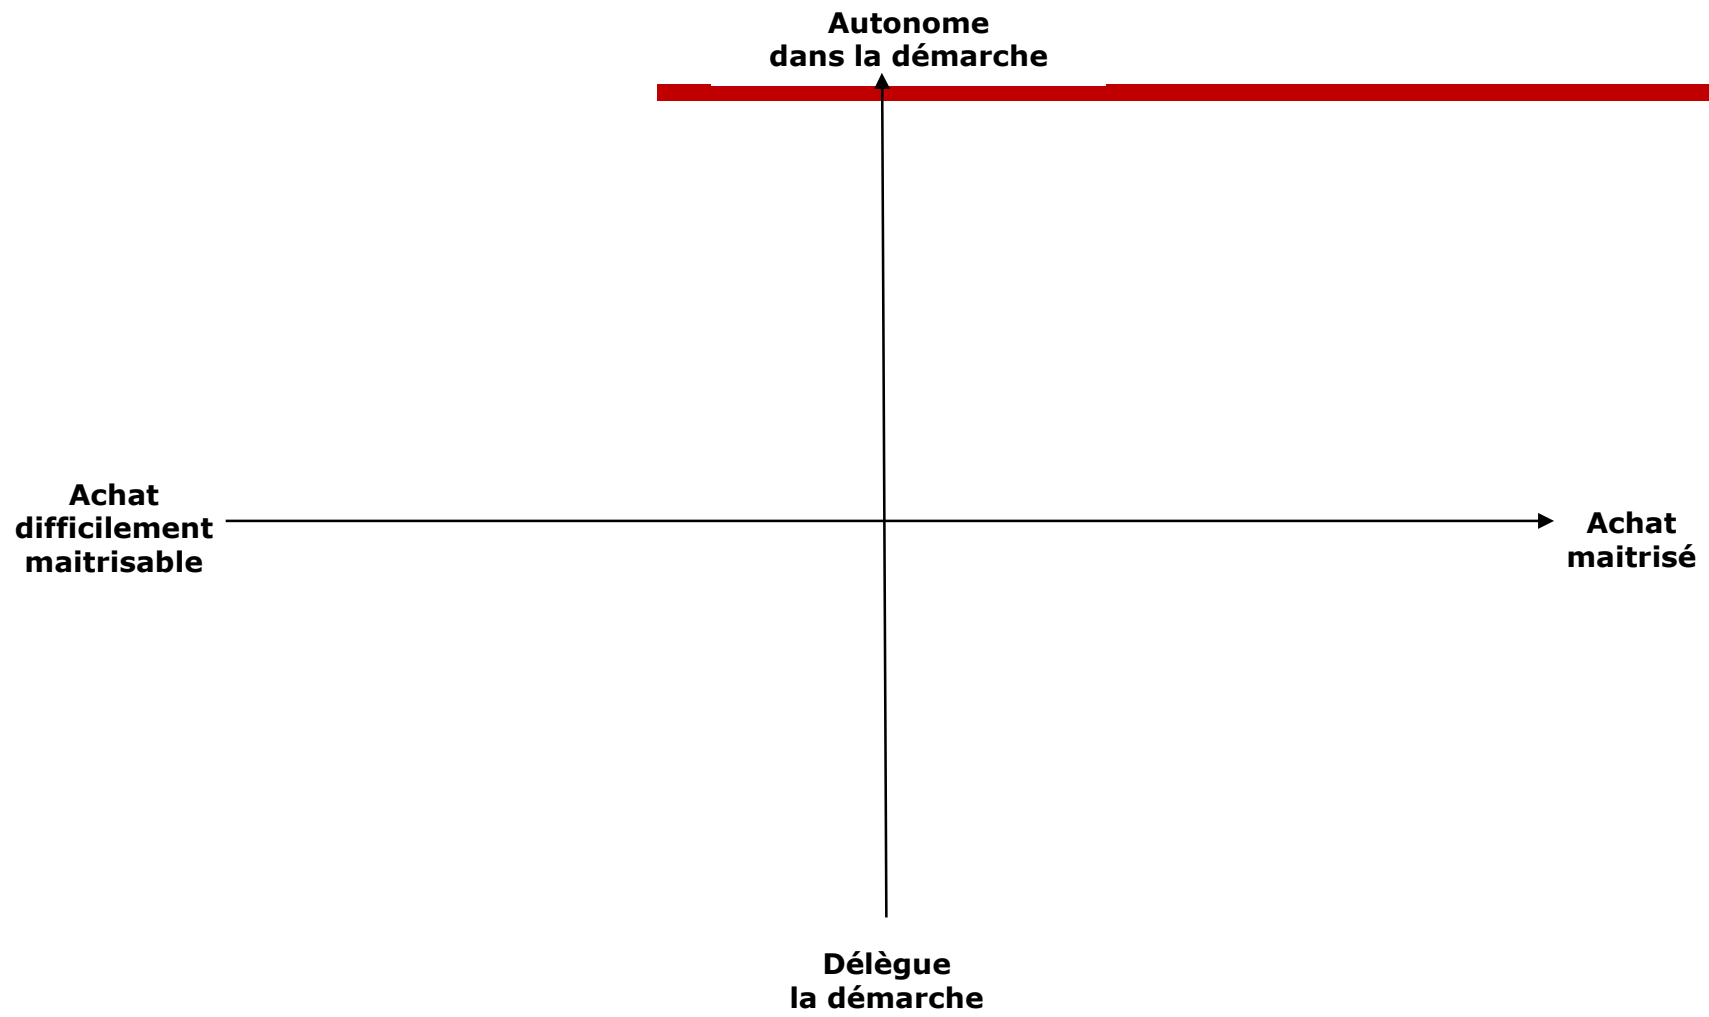 Autonome
dans la démarche
Achat
difficilement
maitrisable
Achat
maitrisé
Délègue
la démarche